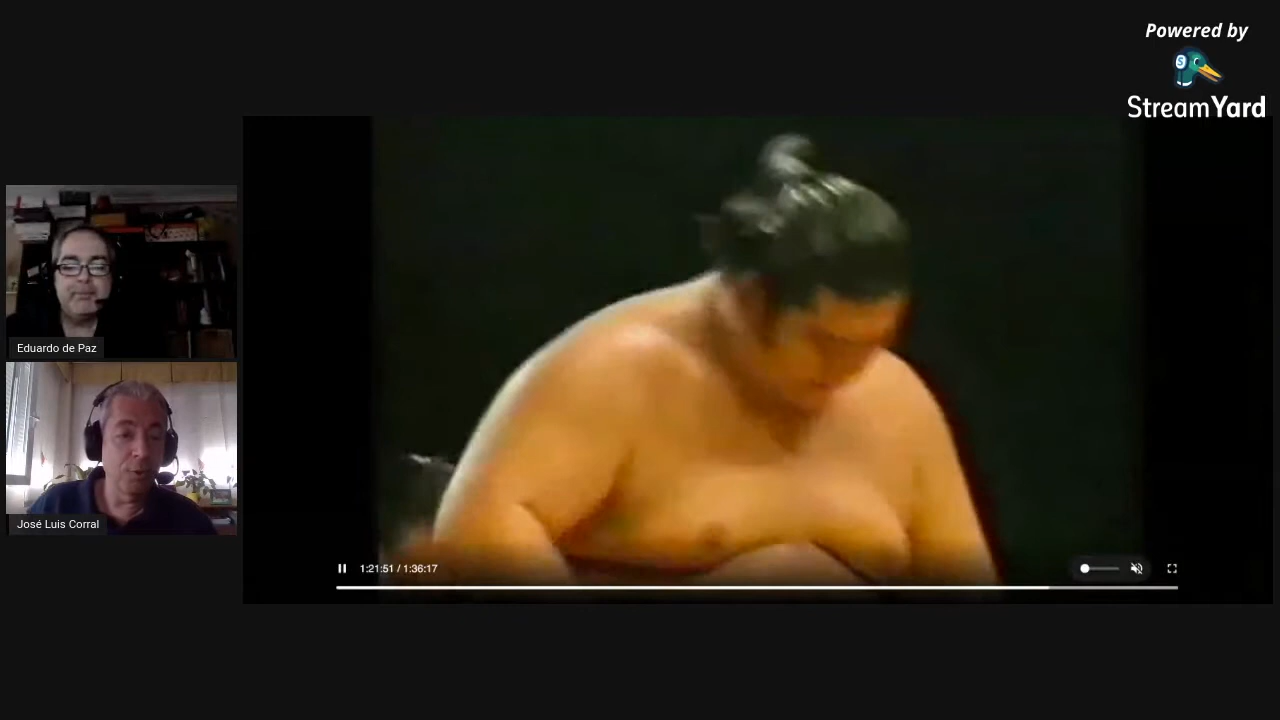 Powered by
StreamYard
Eduardo de Paz
José Luis Corral
1:21:51 / 1:36:17